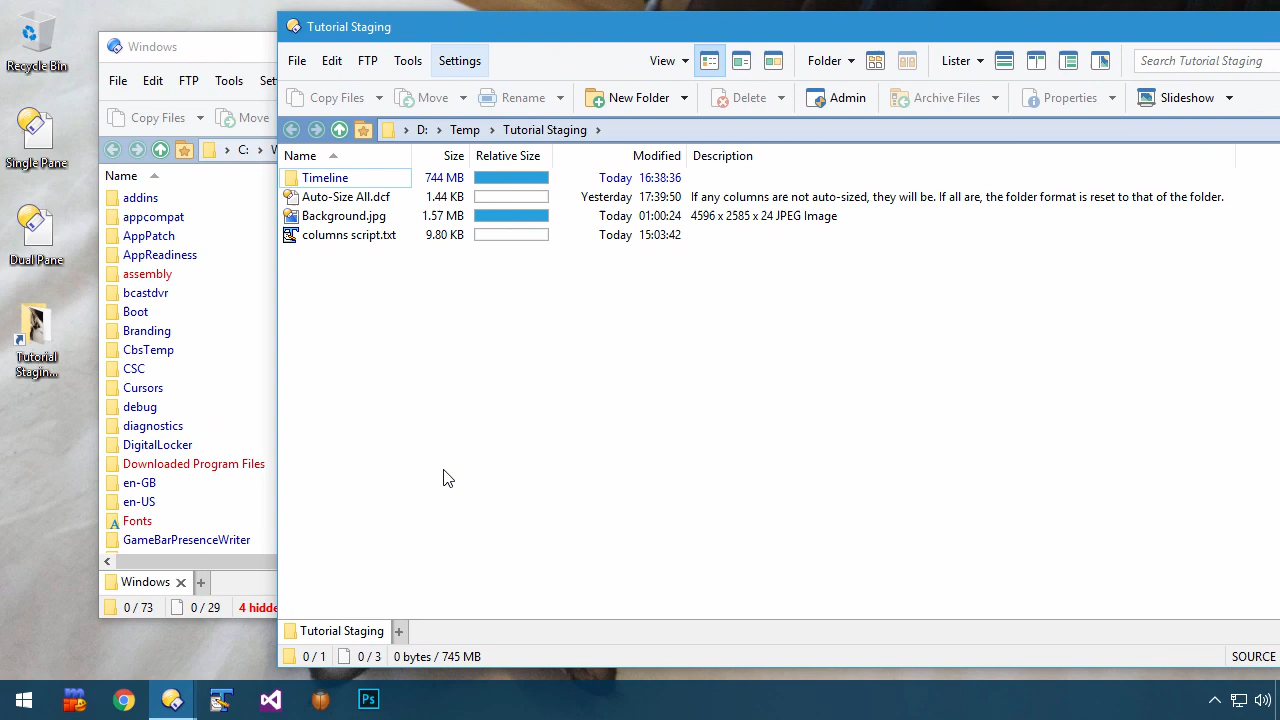 Recycle Bin
Single Pane
Dual Pane
Tutorial
Stagin...
Windows
File Edit FTP Tools
Copy Files Move
C:
Name
addins
appcompat
AppPatch
AppReadiness
assembly
bcastdvr
Boot
Branding
CbsTemp
CSC
Cursors
debug
diagnostics
DigitalLocker
Downloaded Program Files
en-GB
en-US
Fonts
GameBarPresenceWriter
Windows
0 / 73 0 / 29 4 hidde
Tutorial Staging
File Edit FTP Tools Settings View Folder Lister Search Tutorial Staging
Copy Files Move Rename New Folder Delete Admin Archive Files Properties Slideshow
D: Temp Tutorial Staging
Name Size Relative Size Modified Description
Timeline 744 MB Today 16:38:36
Auto-Size All.dcf 1.44 KB Yesterday 17:39:50 If any columns are not auto-sized, they will be. If all are, the folder format is reset to that of the folder.
Background.jpg 1.57 MB Today 01:00:24 4596 x 2585 x 24 JPEG Image
columns script.txt 9.80 KB Today 15:03:42
Tutorial Staging
0 / 1 0 / 3 0 bytes / 745 MB SOURCE
Ps